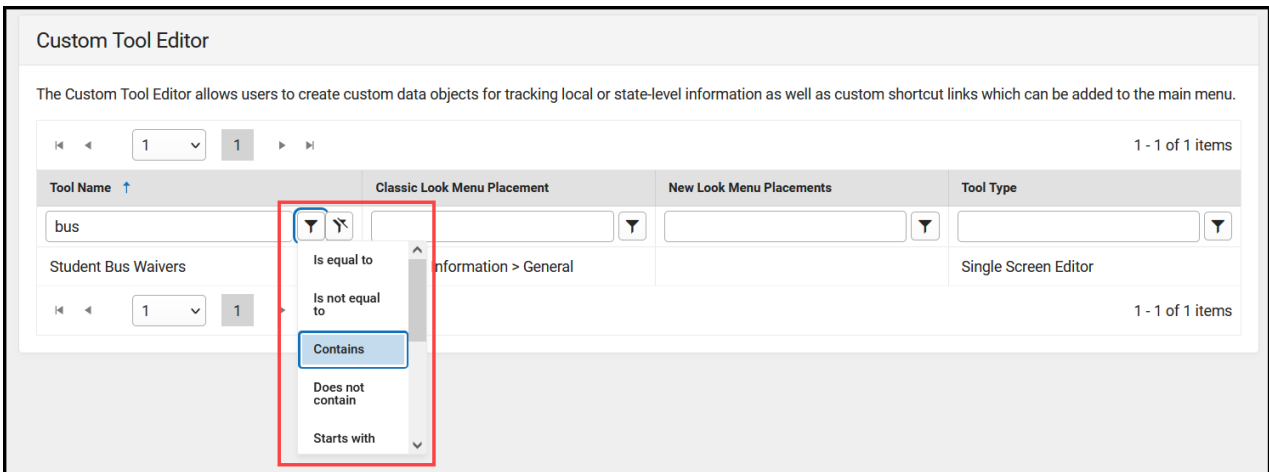 Custom Tool Editor
The Custom Tool Editor allows users to create custom data objects for tracking local or state-level information as well as custom shortcut links which can be added to the main menu.
1 1 1 - 1 of 1 items
Tool Name ↑ Classic Look Menu Placement New Look Menu Placements Tool Type
bus
Student Bus Waivers Information > General Single Screen Editor
1 1 1 - 1 of 1 items
Is equal to
Is not equal
to
Contains
Does not
contain
Starts with